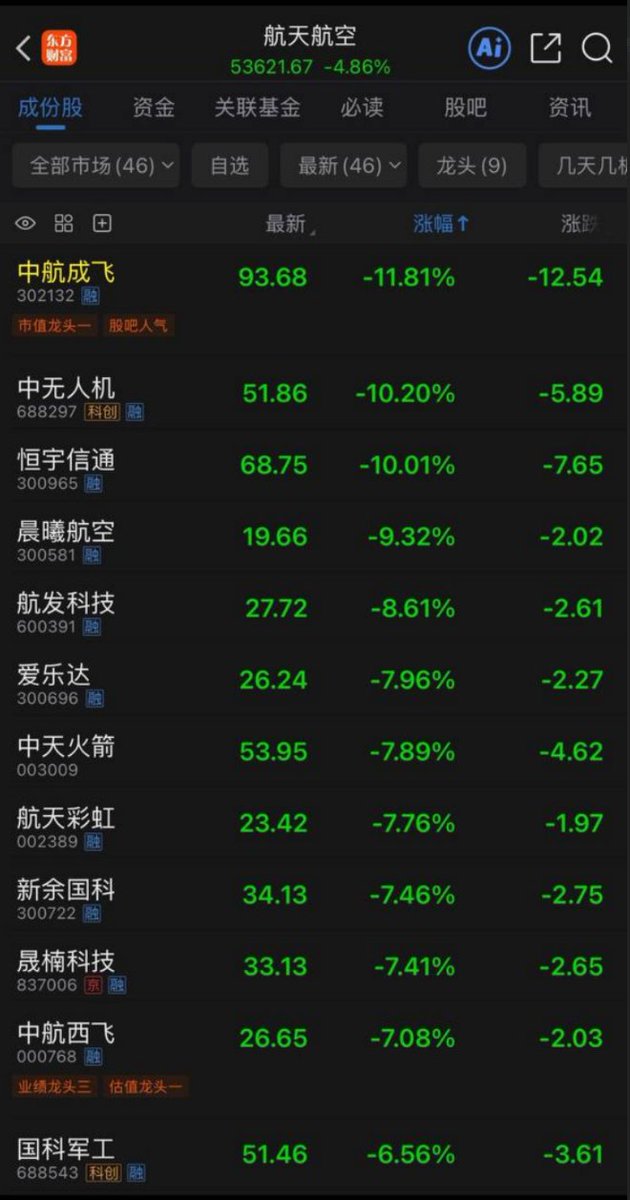 东方
财富
航天航空
53621.67 -4.86%
Ai
成份股 资金 关联基金 必读 股吧 资讯
全部市场(46) 自选 最新(46) 龙头(9) 几天几
最新 涨幅↑ 涨跌
中航成飞 93.68 -11.81% -12.54
302132 融
市值龙头一 股吧人气
中无人机 51.86 -10.20% -5.89
688297 科创 融
恒宇信通 68.75 -10.01% -7.65
300965 融
晨曦航空 19.66 -9.32% -2.02
300581 融
航发科技 27.72 -8.61% -2.61
600391 融
爱乐达 26.24 -7.96% -2.27
300696 融
中天火箭 53.95 -7.89% -4.62
003009
航天彩虹 23.42 -7.76% -1.97
002389 融
新余国科 34.13 -7.46% -2.75
300722 融
晟楠科技 33.13 -7.41% -2.65
837006 京 融
中航西飞 26.65 -7.08% -2.03
000768 融
业绩龙头三 估值龙头一
国科军工 51.46 -6.56% -3.61
688543 科创 融